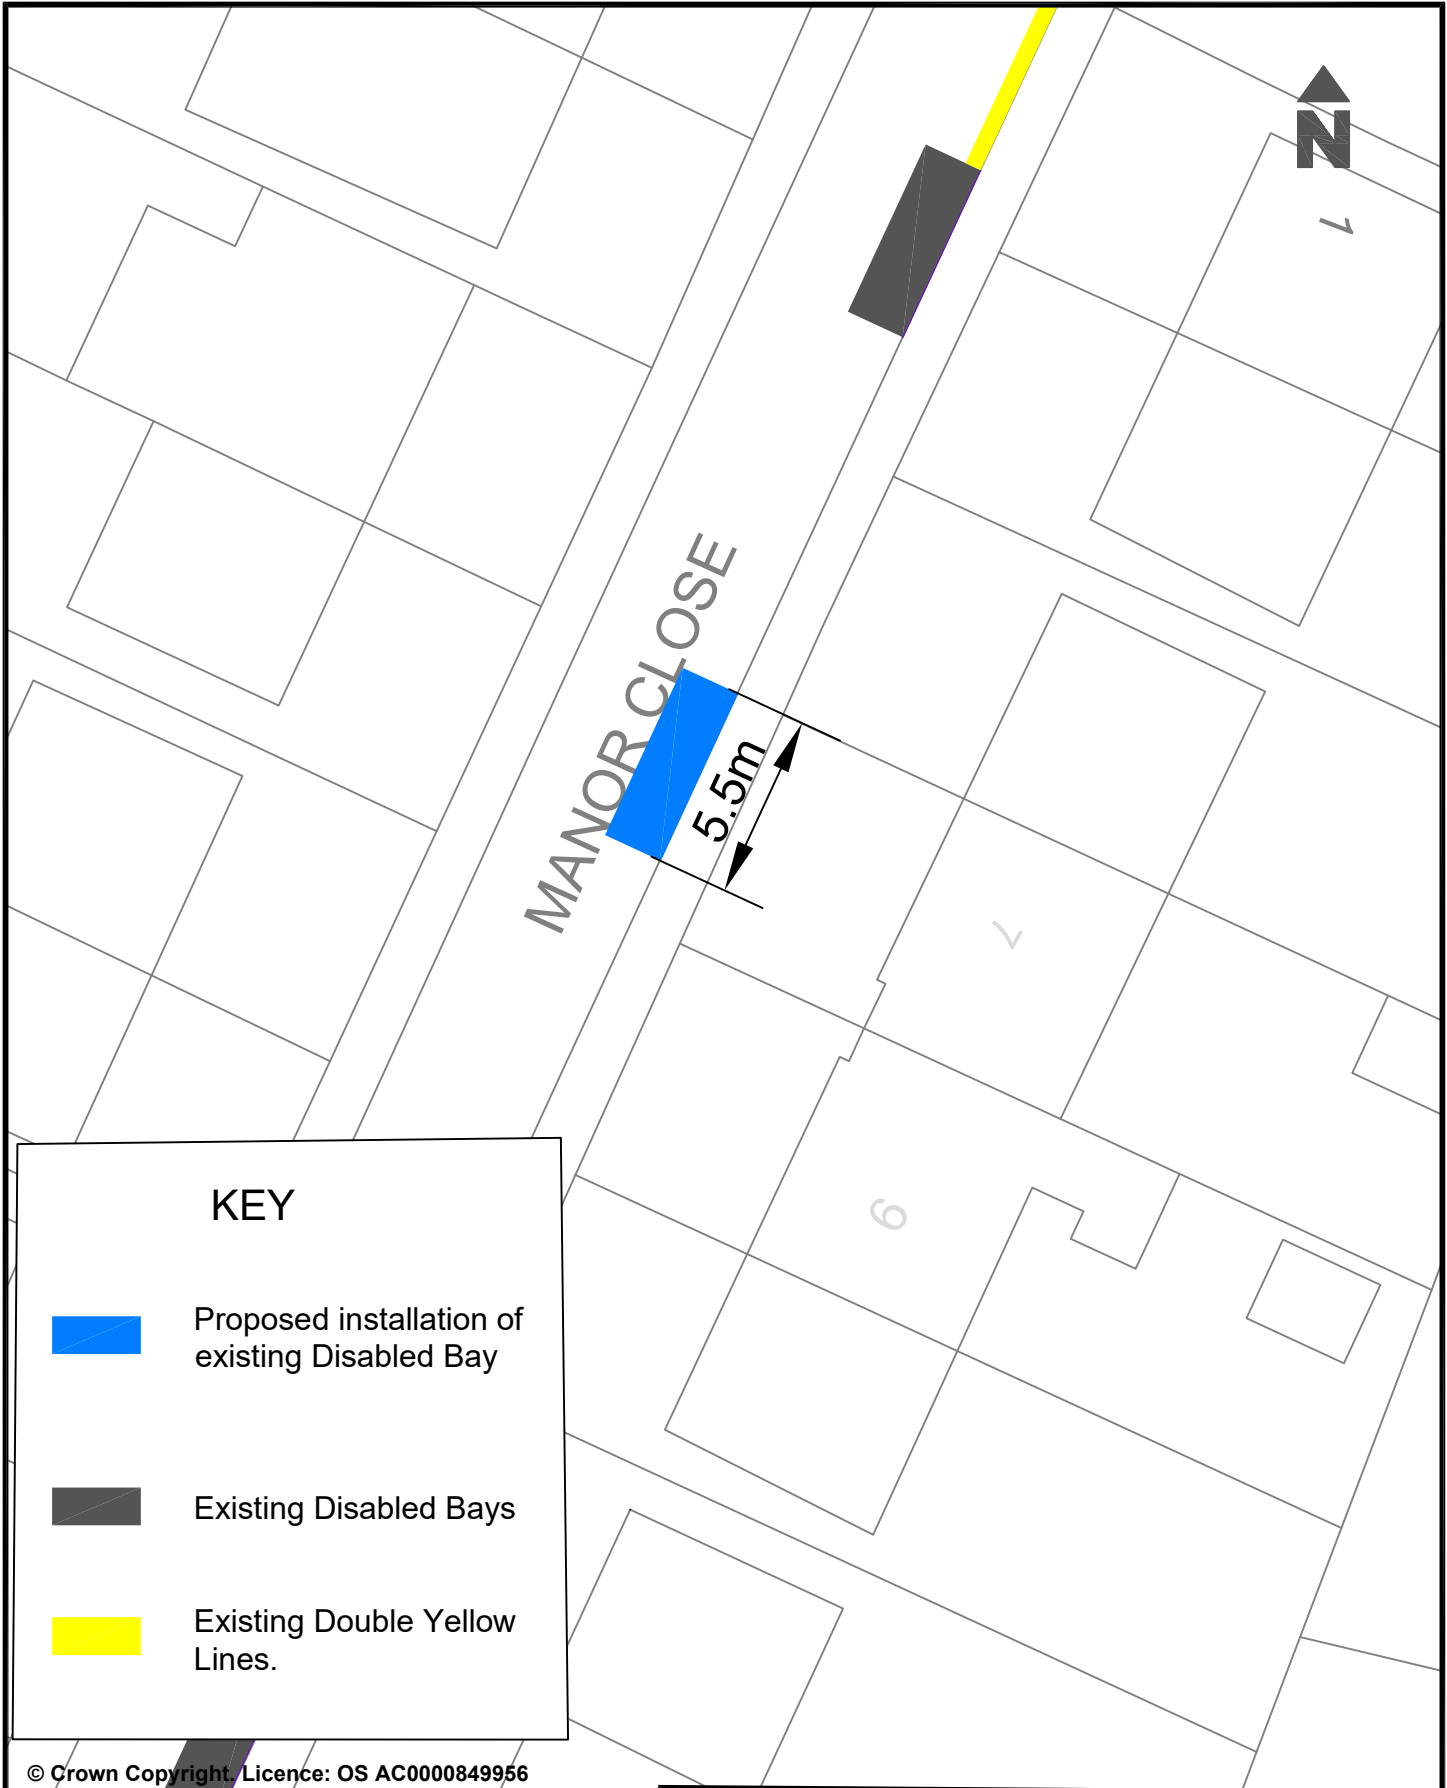 N
1
MANOR CLOSE
5.5m
7
9
KEY
Proposed installation of
existing Disabled Bay
Existing Disabled Bays
Existing Double Yellow
Lines.
© Crown Copyright. Licence: OS AC0000849956